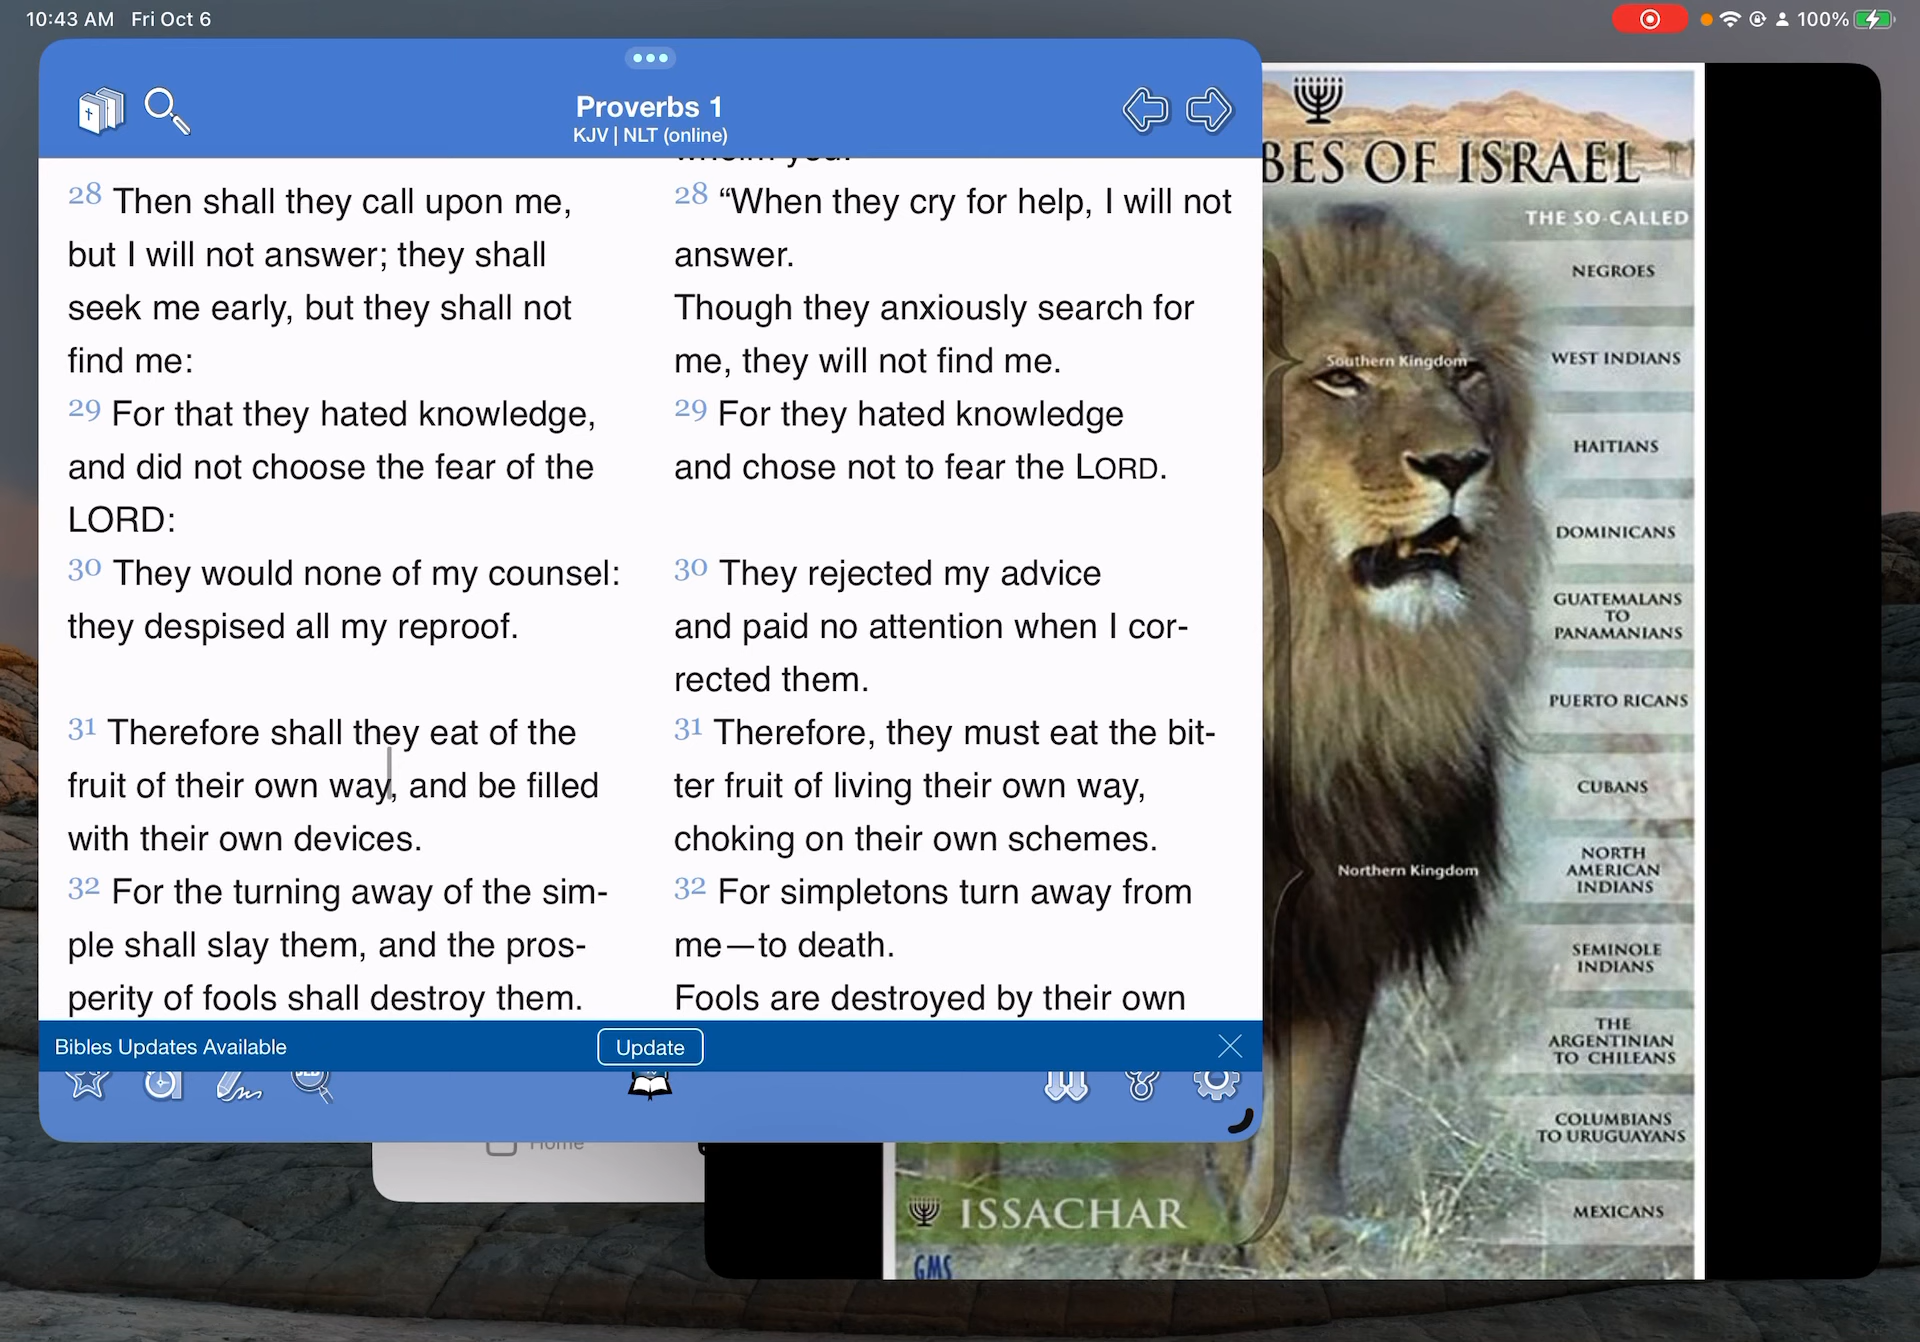 10:43 AM Fri Oct 6
100%
Proverbs 1
KJV | NLT (online)
28 Then shall they call upon me,
but I will not answer; they shall
seek me early, but they shall not
find me:
29 For that they hated knowledge,
and did not choose the fear of the
LORD:
30 They would none of my counsel:
they despised all my reproof.
31 Therefore shall they eat of the
fruit of their own way, and be filled
with their own devices.
32 For the turning away of the sim-
ple shall slay them, and the pros-
perity of fools shall destroy them.
28 “When they cry for help, I will not
answer.
Though they anxiously search for
me, they will not find me.
29 For they hated knowledge
and chose not to fear the LORD.
30 They rejected my advice
and paid no attention when I cor-
rected them.
31 Therefore, they must eat the bit-
ter fruit of living their own way,
choking on their own schemes.
32 For simpletons turn away from
me—to death.
Fools are destroyed by their own
Bibles Updates Available
Update
Home
BES OF ISRAEL
THE SO-CALLED
NEGROES
Southern Kingdom
WEST INDIANS
HAITIANS
DOMINICANS
GUATEMALANS
TO
PANAMANIANS
PUERTO RICANS
CUBANS
NORTH
AMERICAN
INDIANS
Northern Kingdom
SEMINOLE
INDIANS
THE
ARGENTINIAN
TO CHILEANS
COLUMBIANS
TO URUGUAYANS
MEXICANS
ISSACHAR
GMS